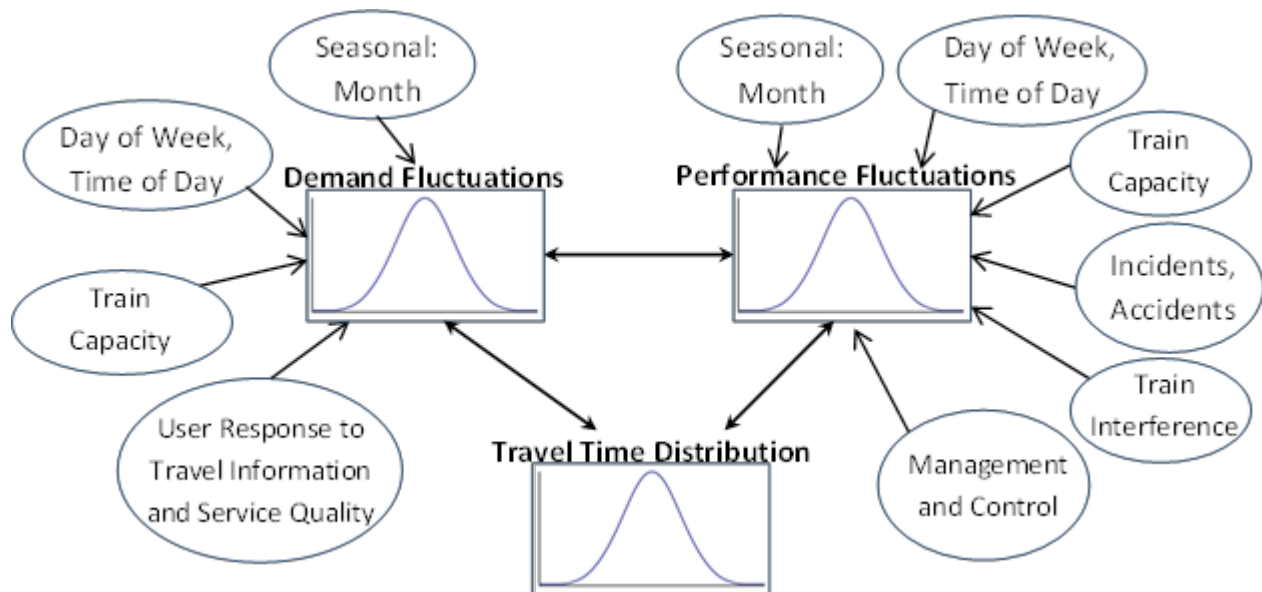 Seasonal:
Month
Seasonal:
Month
Day of Week,
Time of Day
Day of Week,
Time of Day
Train
Capacity
Demand Fluctuations
Performance Fluctuations
Train
Capacity
Incidents,
Accidents
Train
Interference
User Response to
Travel Information
and Service Quality
Travel Time Distribution
Management
and Control